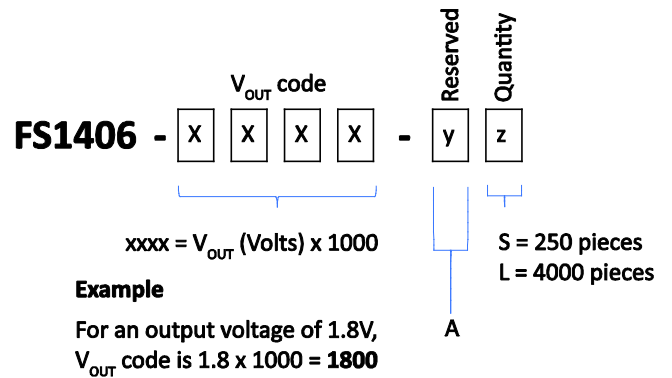 Reserved
Quantity
VOUT code
FS1406 - X X X X - y z
xxxx = VOUT (Volts) x 1000
S = 250 pieces
L = 4000 pieces
Example
For an output voltage of 1.8V,
A
VOUT code is 1.8 x 1000 = 1800